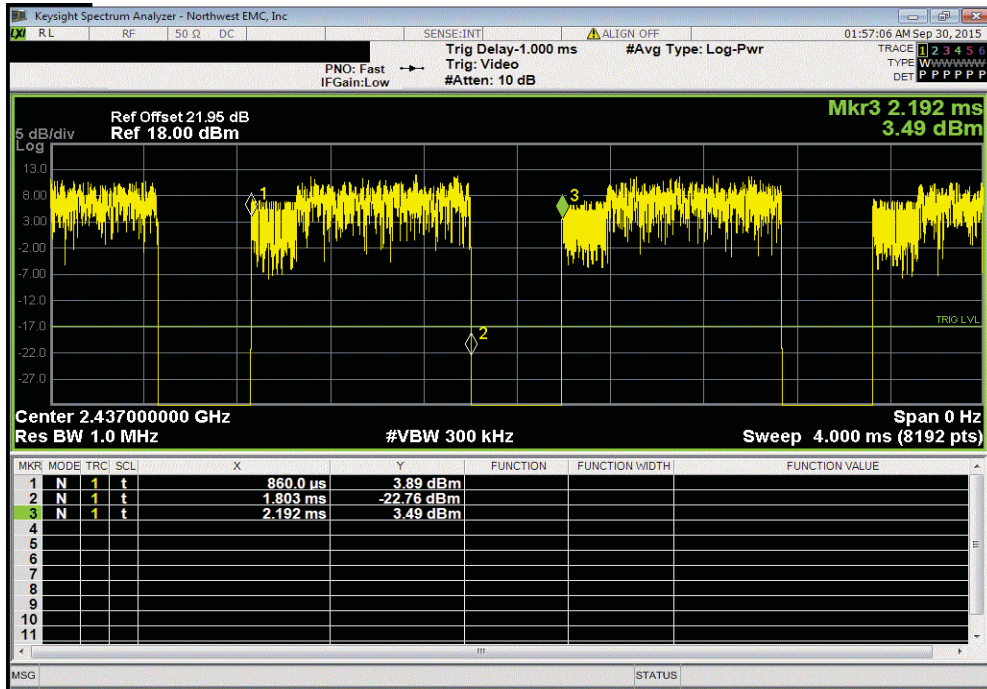 Keysight Spectrum Analyzer - Northwest EMC, Inc
LXI RL RF 50 Ω DC SENSE:INT ALIGN OFF 01:57:06 AM Sep 30, 2015
Trig Delay-1.000 ms #Avg Type: Log-Pwr TRACE 1 2 3 4 5 6
PNO: Fast Trig: Video TYPE WWWWWW
IFGain:Low #Atten: 10 dB DET P P P P P P
Mkr3 2.192 ms
3.49 dBm
Ref Offset 21.95 dB
5 dB/div Ref 18.00 dBm
Log
13.0
8.00
3.00
-2.00
-7.00
-12.0
-17.0
-22.0
-27.0
1
2
3
TRIG LVL
Center 2.437000000 GHz Span 0 Hz
Res BW 1.0 MHz #VBW 300 kHz Sweep 4.000 ms (8192 pts)
MKR MODE TRC SCL X Y FUNCTION FUNCTION WIDTH FUNCTION VALUE
1 N 1 t 860.0 µs 3.89 dBm
2 N 1 t 1.803 ms -22.76 dBm
3 N 1 t 2.192 ms 3.49 dBm
4
5
6
7
8
9
10
11
MSG STATUS